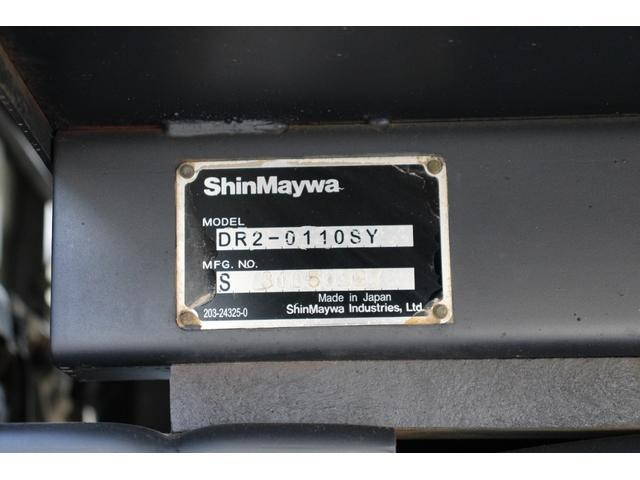 ShinMaywa
MODEL
DR2-0110SY
MFG. NO.
S
Made in Japan
203-24325-0
ShinMaywa Industries, Ltd.